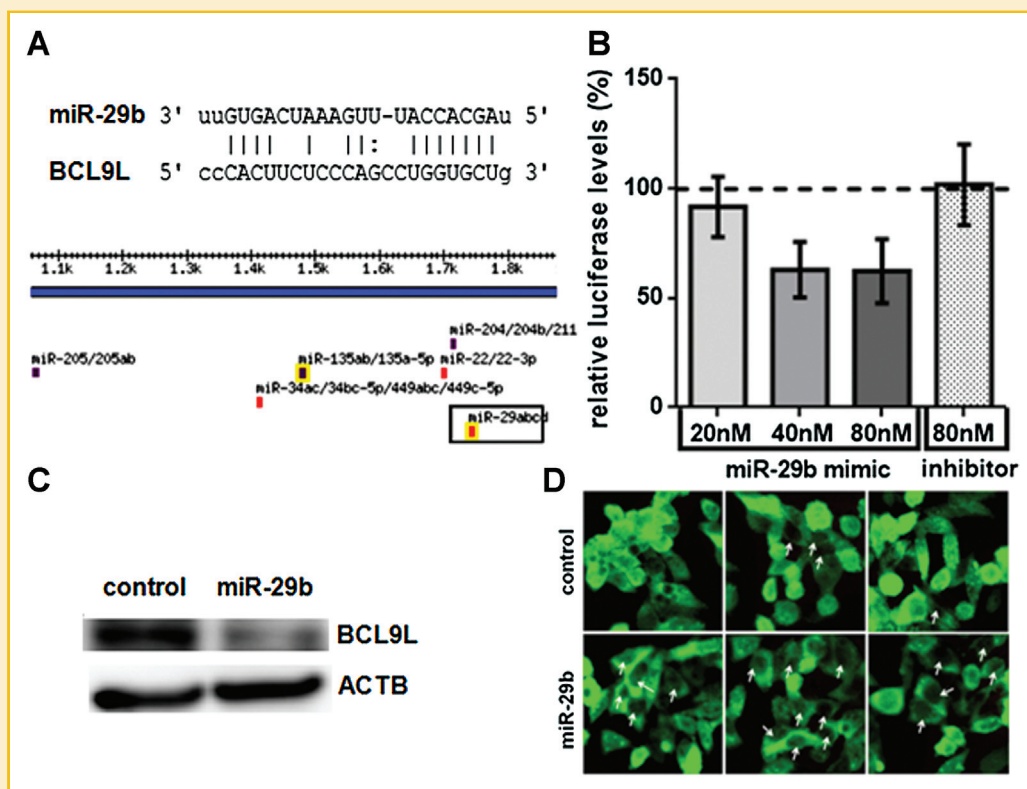 A
miR-29b 3' uuGUGACUAAAGUU-UACCACGAu 5'
|||| | ||: |||||||
BCL9L 5' ccCACUUCUCCCAGCCUGGUGCUg 3'
1.1k 1.2k 1.3k 1.4k 1.5k 1.6k 1.7k 1.8k
miR-204/204b/211
miR-205/205ab miR-135ab/135a-5p miR-22/22-3p
miR-34ac/34bc-5p/449abc/449c-5p
miR-29abcd
B
relative luciferase levels (%)
150
100
50
0
20nM 40nM 80nM 80nM
miR-29b mimic inhibitor
C
control miR-29b
BCL9L
ACTB
D
control
miR-29b